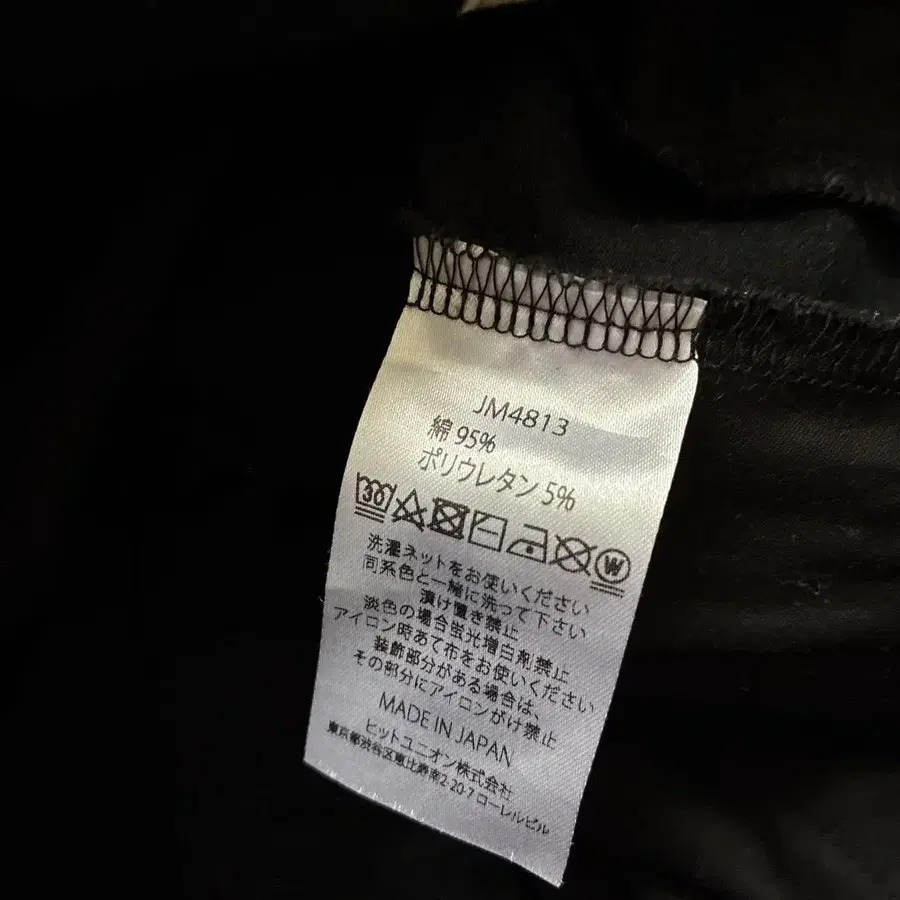 JM4813
綿 95%
ポリウレタン 5%
30 W
洗濯ネットをお使いください
同系色と一緒に洗って下さい
漬け置き禁止
淡色の場合蛍光増白剤禁止
アイロン時あて布をお使いください
装飾部分がある場合は、
その部分にアイロンがけ禁止
MADE IN JAPAN
ヒットユニオン株式会社
東京都渋谷区恵比寿南2-20-7 ローレルビル